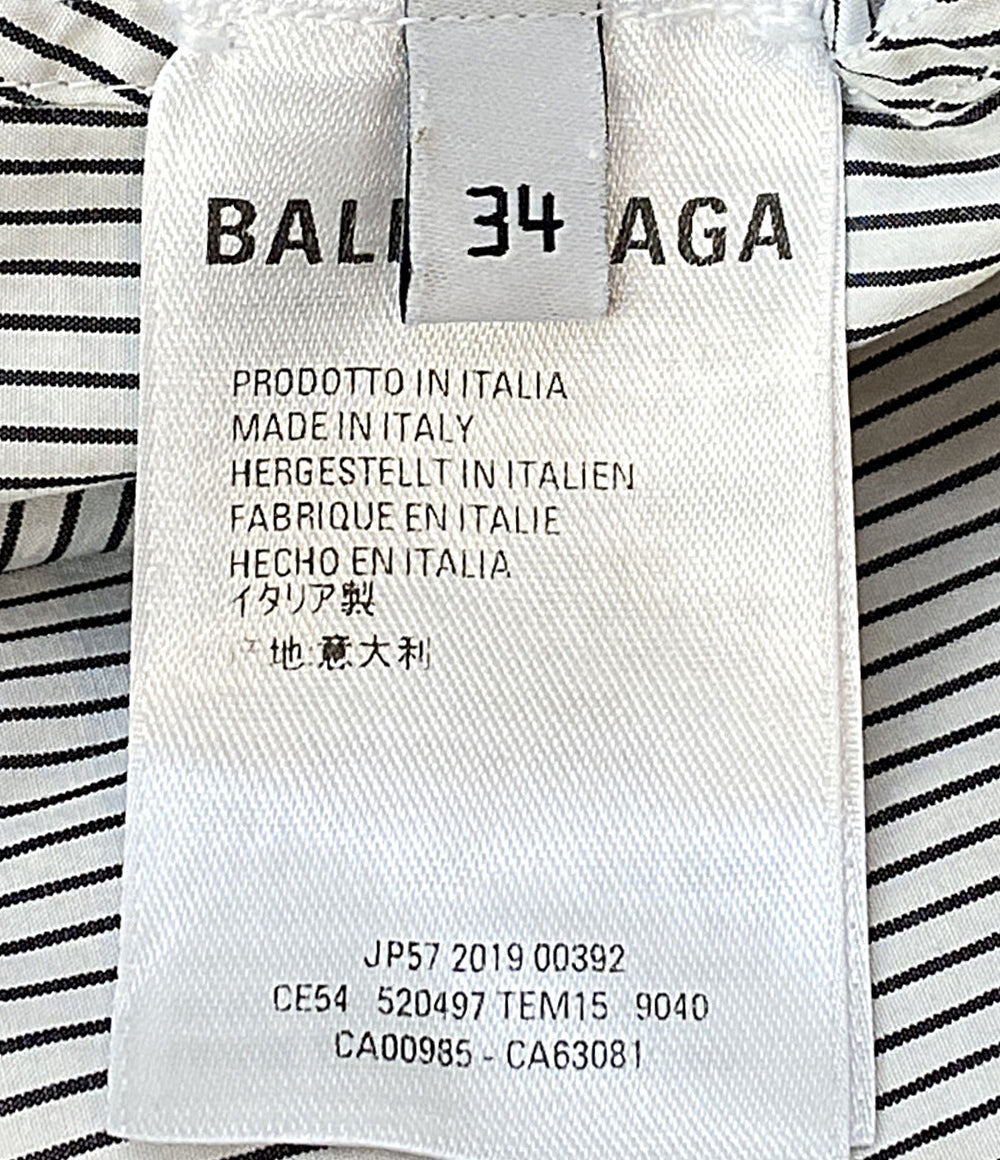 BAL AGA
34
PRODOTTO IN ITALIA
MADE IN ITALY
HERGESTELLT IN ITALIEN
FABRIQUE EN ITALIE
HECHO EN ITALIA
イタリア製
地:意大利
JP57 2019 00392
CE54 520497 TEM15 9040
CA00985 - CA63081